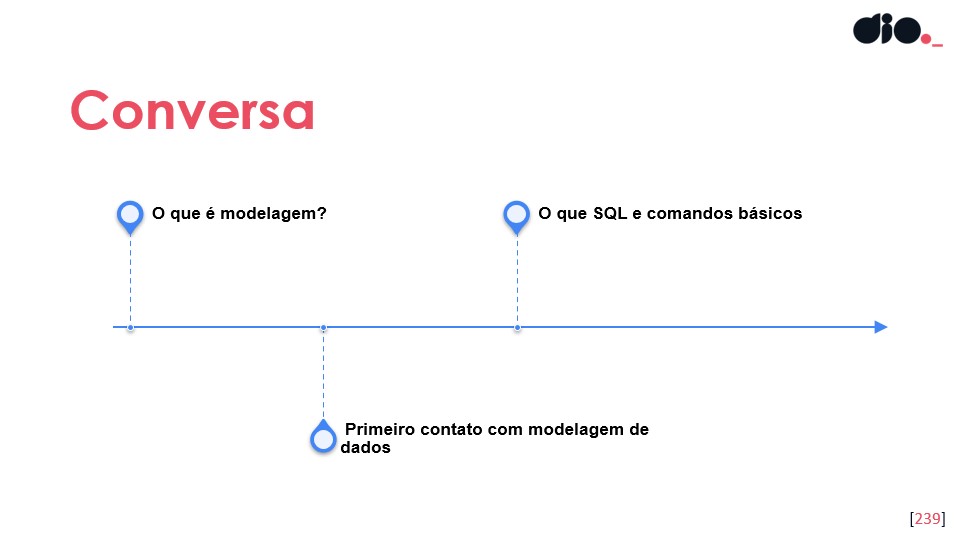 dio._
Conversa
O que é modelagem?
O que SQL e comandos básicos
Primeiro contato com modelagem de
dados
[239]